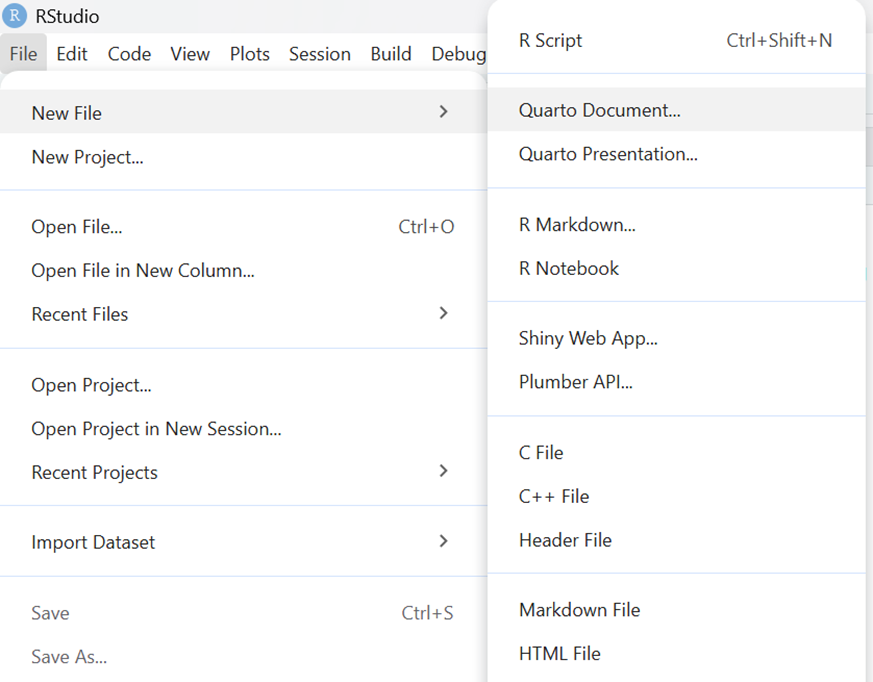 R RStudio
File Edit Code View Plots Session Build Debug
New File
New Project...
Open File... Ctrl+O
Open File in New Column...
Recent Files
Open Project...
Open Project in New Session...
Recent Projects
Import Dataset
Save Ctrl+S
Save As...
R Script Ctrl+Shift+N
Quarto Document...
Quarto Presentation...
R Markdown...
R Notebook
Shiny Web App...
Plumber API...
C File
C++ File
Header File
Markdown File
HTML File